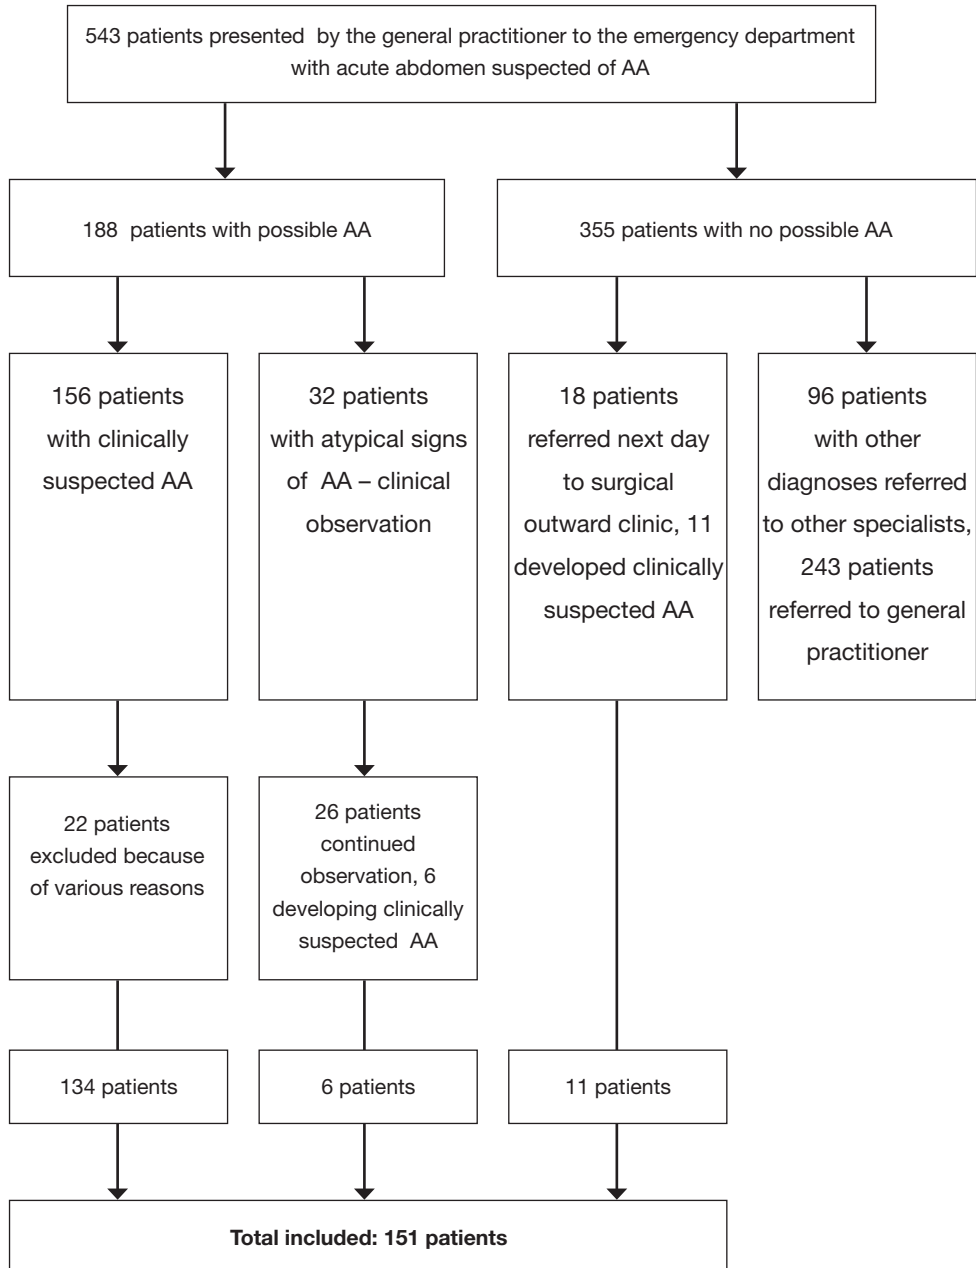 543 patients presented by the general practitioner to the emergency department
with acute abdomen suspected of AA
188 patients with possible AA
355 patients with no possible AA
156 patients
with clinically
suspected AA
32 patients
with atypical signs
of AA – clinical
observation
18 patients
referred next day
to surgical
outward clinic, 11
developed clinically
suspected AA
96 patients
with other
diagnoses referred
to other specialists,
243 patients
referred to general
practitioner
22 patients
excluded because
of various reasons
26 patients
continued
observation, 6
developing clinically
suspected AA
134 patients
6 patients
11 patients
Total included: 151 patients